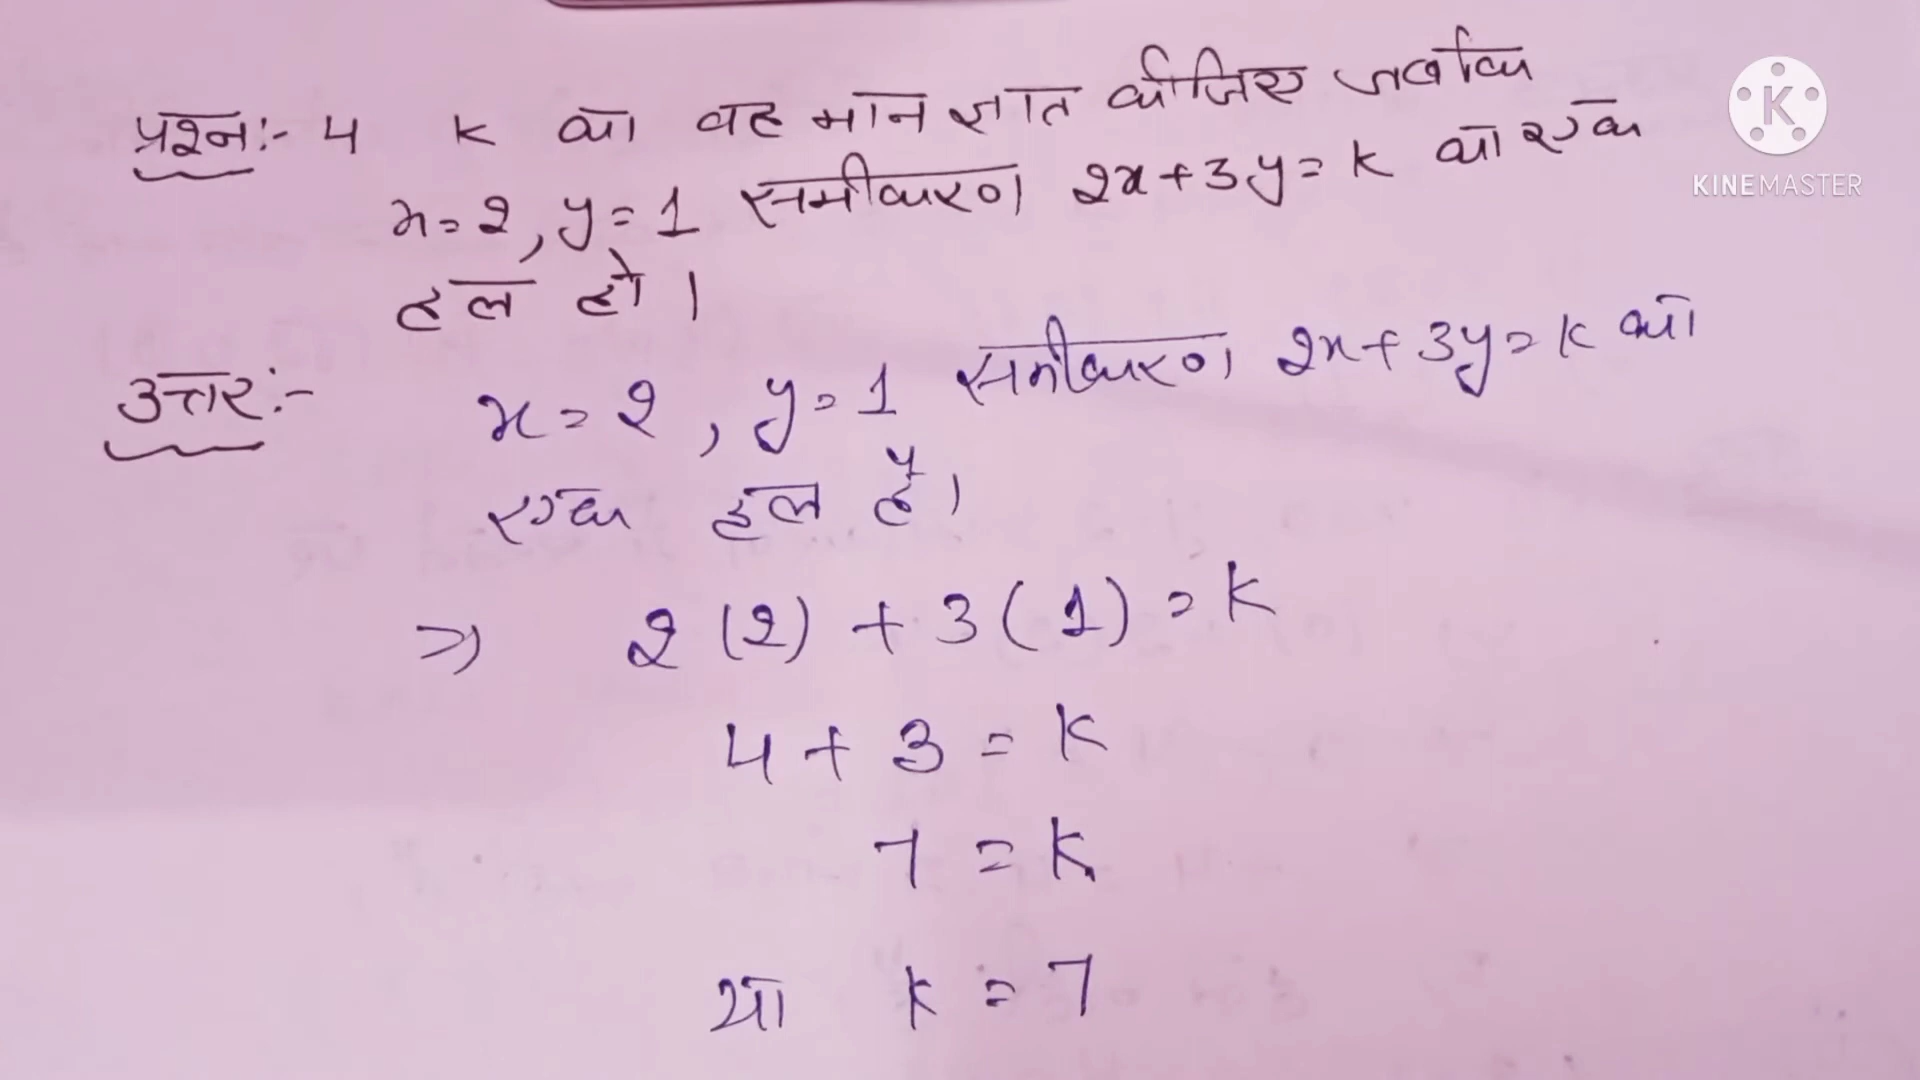 प्रश्न:- 4 k का वह मान ज्ञात कीजिए जबकि
x=2, y=1 समीकरण 2x+3y=k का एक
हल हो।
उत्तर:- x=2, y=1 समीकरण 2x+3y=k का
एक हल है।
=> 2(2)+3(1)=k
4+3=k
7=k
या k=7
K
KINEMASTER